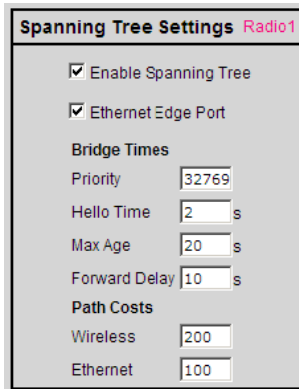 Spanning Tree Settings Radio1
Enable Spanning Tree
Ethernet Edge Port
Bridge Times
Priority 32769
Hello Time 2 s
Max Age 20 s
Forward Delay 10 s
Path Costs
Wireless 200
Ethernet 100